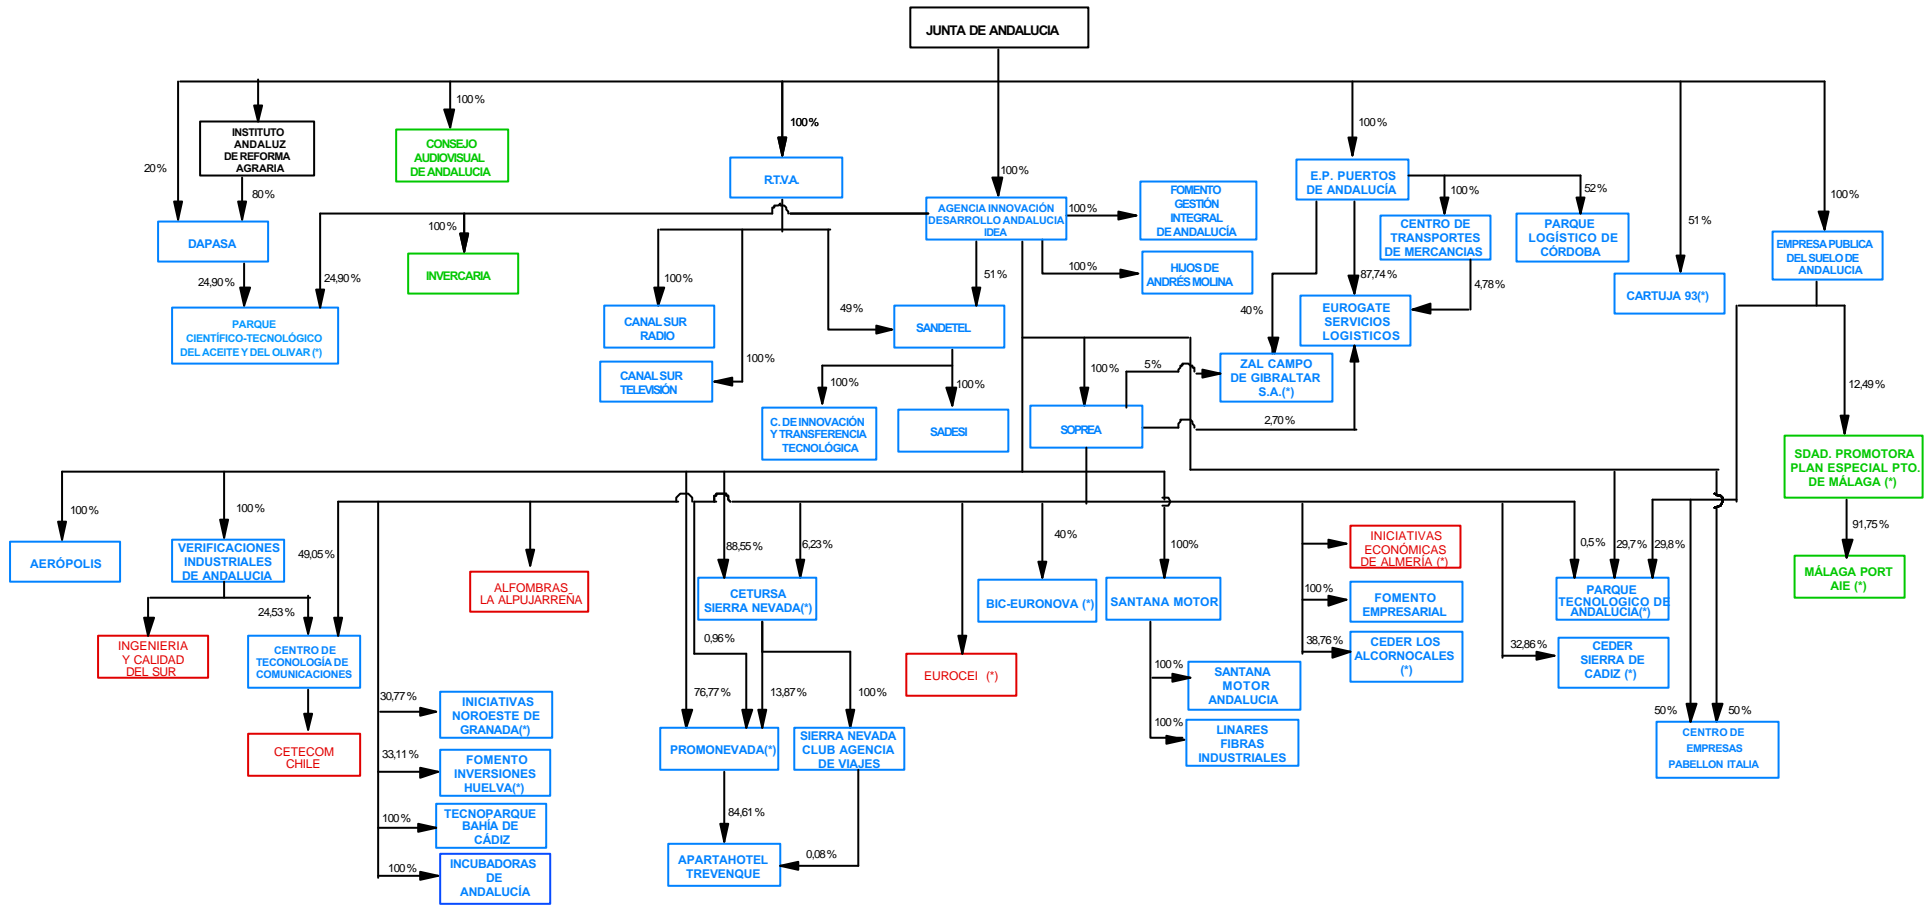 JUNTA DE ANDALUCIA
20%
INSTITUTO
ANDALUZ
DE REFORMA
AGRARIA
80%
100%
CONSEJO
AUDIOVISUAL
DE ANDALUCIA
100%
R.T.V.A.
100%
AGENCIA INNOVACIÓN
DESARROLLO ANDALUCIA
IDEA
100%
FOMENTO
GESTIÓN
INTEGRAL
DE ANDALUCÍA
100%
HIJOS DE
ANDRÉS MOLINA
100%
E.P. PUERTOS
DE ANDALUCÍA
100%
CENTRO DE
TRANSPORTES
DE MERCANCIAS
52%
PARQUE
LOGÍSTICO DE
CÓRDOBA
51%
CARTUJA 93(*)
100%
EMPRESA PUBLICA
DEL SUELO DE
ANDALUCIA
DAPASA
24,90%
24,90%
PARQUE
CIENTÍFICO-TECNOLÓGICO
DEL ACEITE Y DEL OLIVAR (*)
100%
INVERCARIA
100%
CANAL SUR
RADIO
100%
CANAL SUR
TELEVISIÓN
49%
51%
SANDETEL
100%
C. DE INNOVACIÓN
Y TRANSFERENCIA
TECNOLÓGICA
100%
SADESI
100%
SOPREA
5%
2,70%
40%
ZAL CAMPO
DE GIBRALTAR
S.A.(*)
87,74%
4,78%
EUROGATE
SERVICIOS
LOGISTICOS
12,49%
SDAD. PROMOTORA
PLAN ESPECIAL PTO.
DE MÁLAGA (*)
91,75%
MÁLAGA PORT
AIE (*)
100%
AERÓPOLIS
100%
VERIFICACIONES
INDUSTRIALES
DE ANDALUCIA
49,05%
24,53%
INGENIERIA
Y CALIDAD
DEL SUR
CENTRO DE
TECONOLOGÍA DE
COMUNICACIONES
CETECOM
CHILE
ALFOMBRAS
LA ALPUJARREÑA
88,55%
6,23%
CETURSA
SIERRA NEVADA(*)
0,96%
76,77%
13,87%
100%
PROMONEVADA(*)
SIERRA NEVADA
CLUB AGENCIA
DE VIAJES
84,61%
0,08%
APARTAHOTEL
TREVENQUE
30,77%
INICIATIVAS
NOROESTE DE
GRANADA(*)
33,11%
FOMENTO
INVERSIONES
HUELVA(*)
100%
TECNOPARQUE
BAHÍA DE
CÁDIZ
100%
INCUBADORAS
DE
ANDALUCÍA
EUROCEI (*)
40%
BIC-EURONOVA (*)
100%
SANTANA MOTOR
100%
SANTANA
MOTOR
ANDALUCIA
100%
LINARES
FIBRAS
INDUSTRIALES
INICIATIVAS
ECONÓMICAS
DE ALMERÍA (*)
100%
FOMENTO
EMPRESARIAL
38,76%
CEDER LOS
ALCORNOCALES
(*)
0,5%
29,7%
29,8%
PARQUE
TECNOLOGICO DE
ANDALUCIA(*)
32,86%
CEDER
SIERRA DE
CADIZ (*)
50%
50%
CENTRO DE
EMPRESAS
PABELLON ITALIA